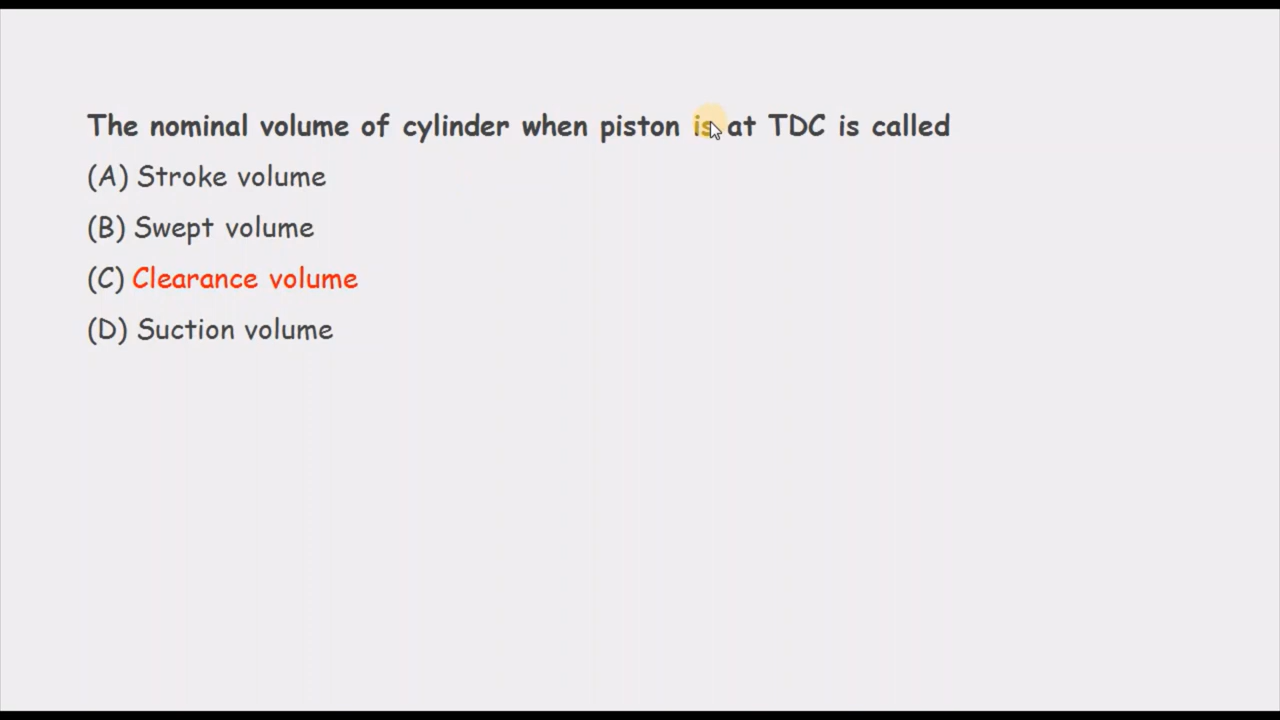 The nominal volume of cylinder when piston is at TDC is called
(A) Stroke volume
(B) Swept volume
(C) Clearance volume
(D) Suction volume